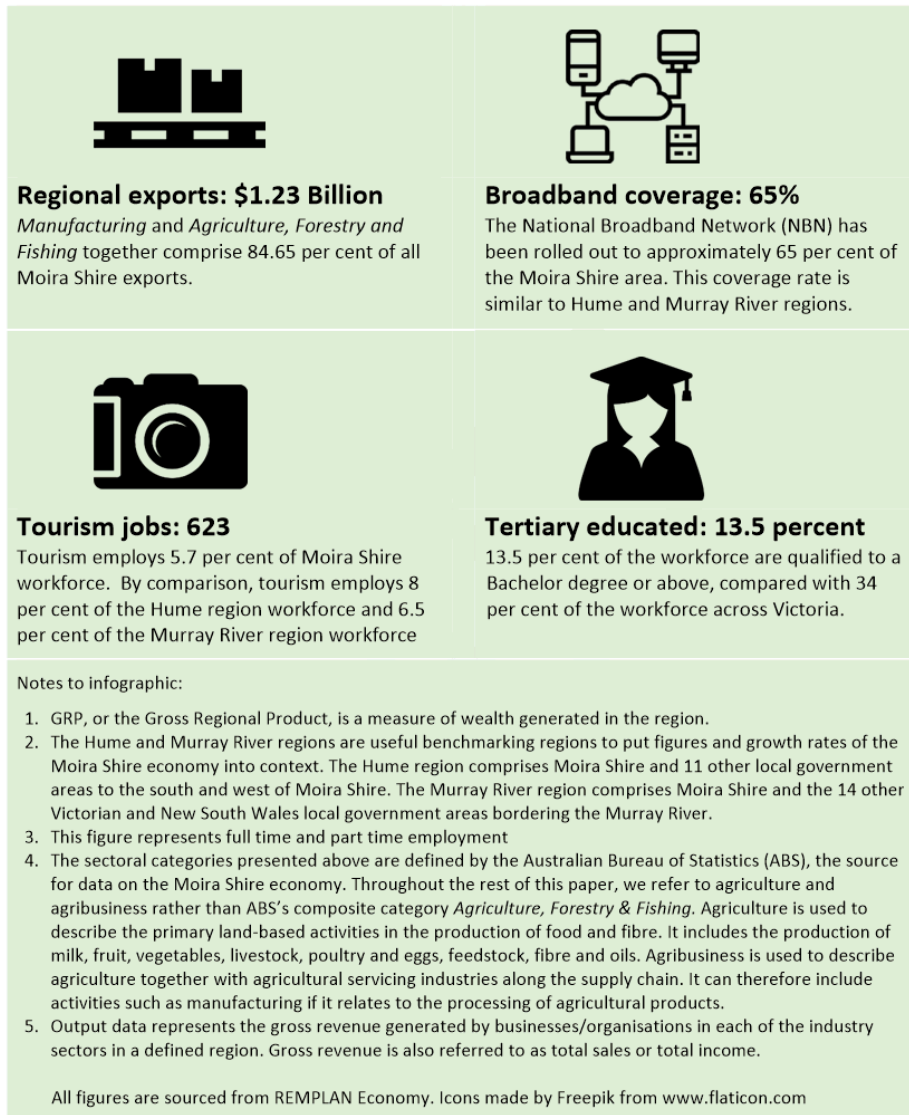 Regional exports: $1.23 Billion
Manufacturing and Agriculture, Forestry and
Fishing together comprise 84.65 per cent of all
Moira Shire exports.
Broadband coverage: 65%
The National Broadband Network (NBN) has
been rolled out to approximately 65 per cent of
the Moira Shire area. This coverage rate is
similar to Hume and Murray River regions.
Tourism jobs: 623
Tourism employs 5.7 per cent of Moira Shire
workforce.  By comparison, tourism employs 8
per cent of the Hume region workforce and 6.5
per cent of the Murray River region workforce
Tertiary educated: 13.5 percent
13.5 per cent of the workforce are qualified to a
Bachelor degree or above, compared with 34
per cent of the workforce across Victoria.
Notes to infographic:
1. GRP, or the Gross Regional Product, is a measure of wealth generated in the region.
2. The Hume and Murray River regions are useful benchmarking regions to put figures and growth rates of the
Moira Shire economy into context. The Hume region comprises Moira Shire and 11 other local government
areas to the south and west of Moira Shire. The Murray River region comprises Moira Shire and the 14 other
Victorian and New South Wales local government areas bordering the Murray River.
3. This figure represents full time and part time employment
4. The sectoral categories presented above are defined by the Australian Bureau of Statistics (ABS), the source
for data on the Moira Shire economy. Throughout the rest of this paper, we refer to agriculture and
agribusiness rather than ABS's composite category Agriculture, Forestry & Fishing. Agriculture is used to
describe the primary land-based activities in the production of food and fibre. It includes the production of
milk, fruit, vegetables, livestock, poultry and eggs, feedstock, fibre and oils. Agribusiness is used to describe
agriculture together with agricultural servicing industries along the supply chain. It can therefore include
activities such as manufacturing if it relates to the processing of agricultural products.
5. Output data represents the gross revenue generated by businesses/organisations in each of the industry
sectors in a defined region. Gross revenue is also referred to as total sales or total income.
All figures are sourced from REMPLAN Economy. Icons made by Freepik from www.flaticon.com